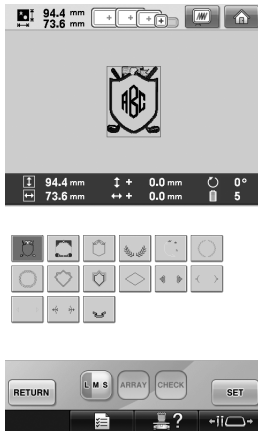 94.4 mm
73.6 mm
ABC
94.4 mm + 0.0 mm 0°
73.6 mm + 0.0 mm 5
RETURN L M S ARRAY CHECK SET
?